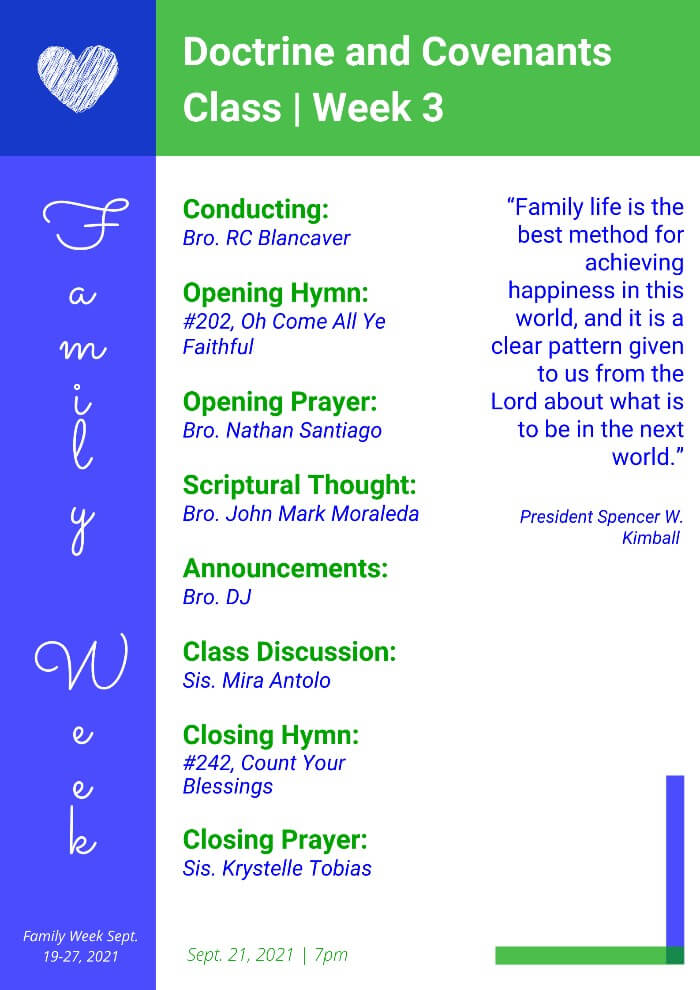 Doctrine and Covenants
Class | Week 3
Family Week
Conducting:
Bro. RC Blancaver
Opening Hymn:
#202, Oh Come All Ye
Faithful
Opening Prayer:
Bro. Nathan Santiago
Scriptural Thought:
Bro. John Mark Moraleda
Announcements:
Bro. DJ
Class Discussion:
Sis. Mira Antolo
Closing Hymn:
#242, Count Your
Blessings
Closing Prayer:
Sis. Krystelle Tobias
“Family life is the
best method for
achieving
happiness in this
world, and it is a
clear pattern given
to us from the
Lord about what is
to be in the next
world.”
President Spencer W.
Kimball
Family Week Sept.
19-27, 2021
Sept. 21, 2021 | 7pm